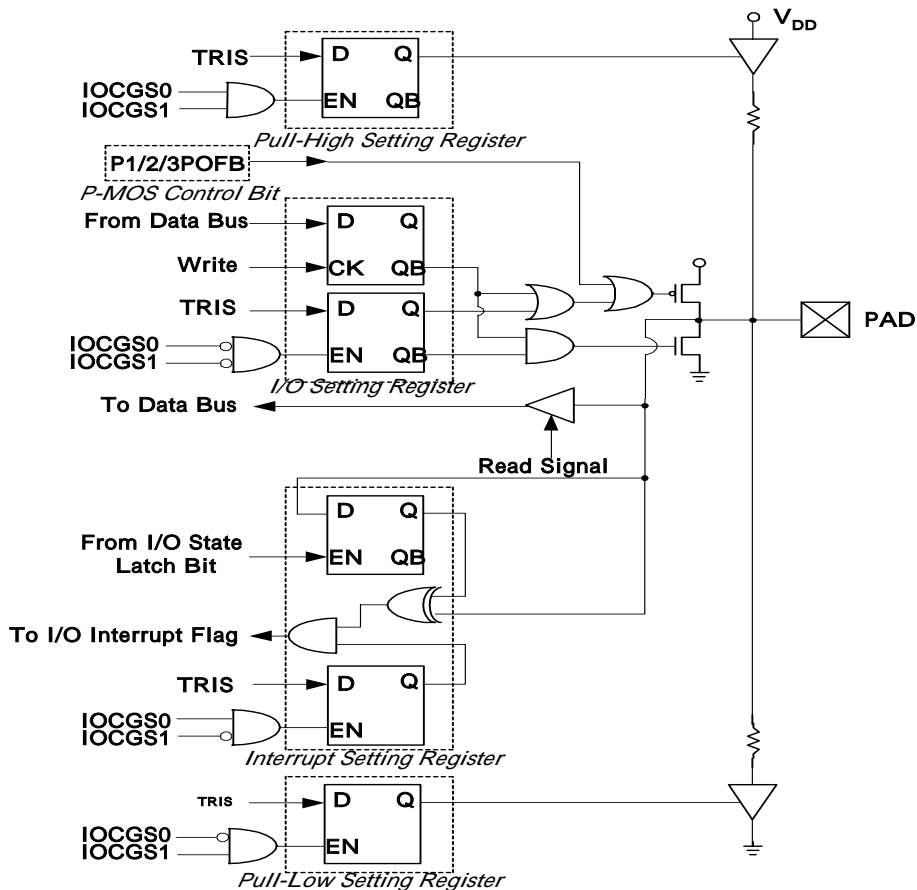 VDD
TRIS
D Q
IOCGS0
IOCGS1
EN QB
Pull-High Setting Register
P1/2/3POFB
P-MOS Control Bit
From Data Bus
D Q
Write
CK QB
TRIS
D Q
IOCGS0
IOCGS1
EN QB
PAD
I/O Setting Register
To Data Bus
Read Signal
D Q
From I/O State
Latch Bit
EN QB
To I/O Interrupt Flag
TRIS
D Q
IOCGS0
IOCGS1
EN
Interrupt Setting Register
TRIS
D Q
IOCGS0
IOCGS1
EN
Pull-Low Setting Register